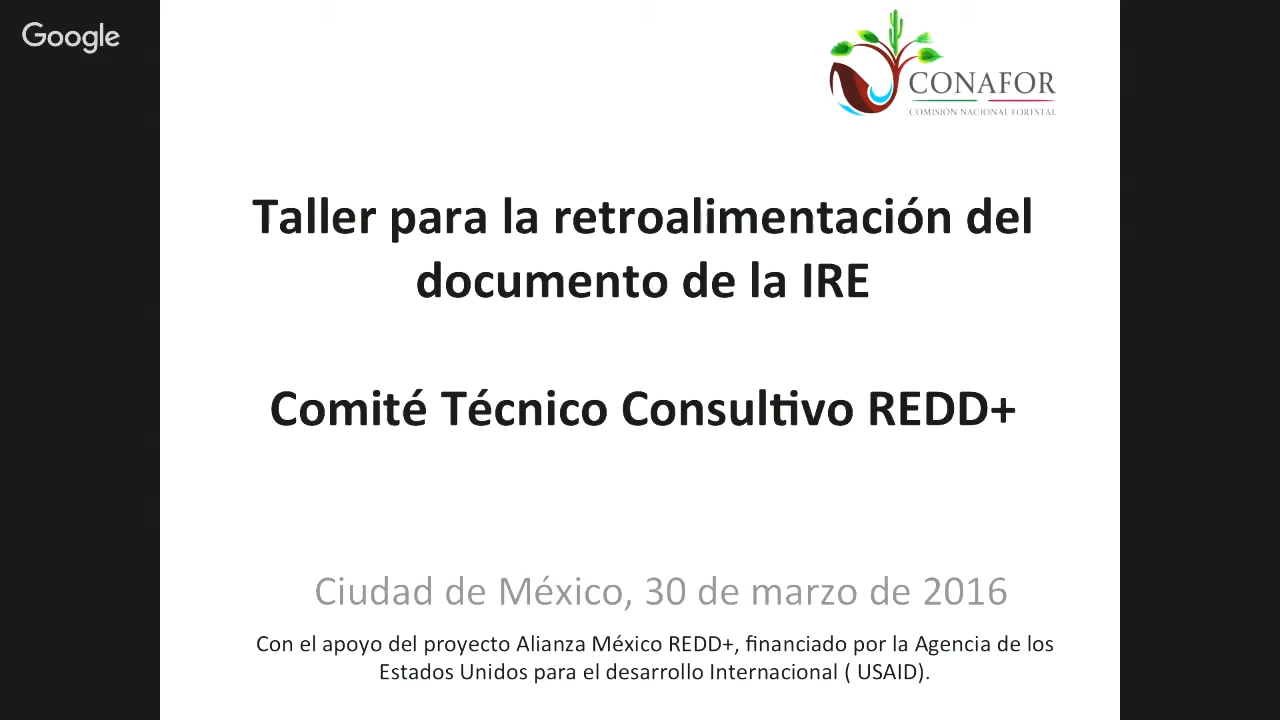 Google
CONAFOR
COMISIÓN NACIONAL FORESTAL
Taller para la retroalimentación del
documento de la IRE
Comité Técnico Consultivo REDD+
Ciudad de México, 30 de marzo de 2016
Con el apoyo del proyecto Alianza México REDD+, financiado por la Agencia de los
Estados Unidos para el desarrollo Internacional ( USAID).